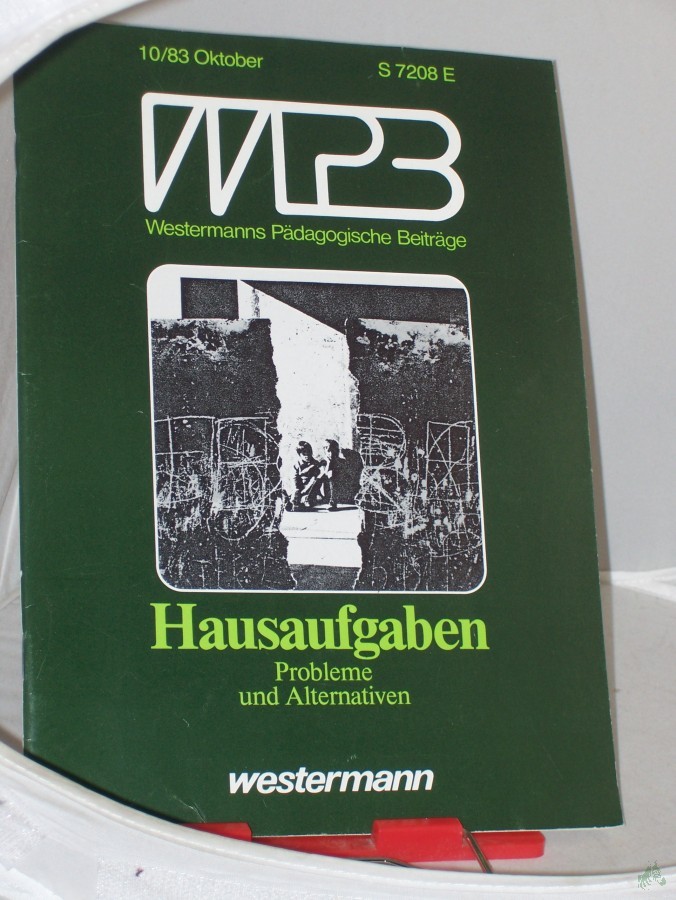 10/83 Oktober
S 7208 E
WPB
Westermanns Pädagogische Beiträge
Hausaufgaben
Probleme
und Alternativen
westermann